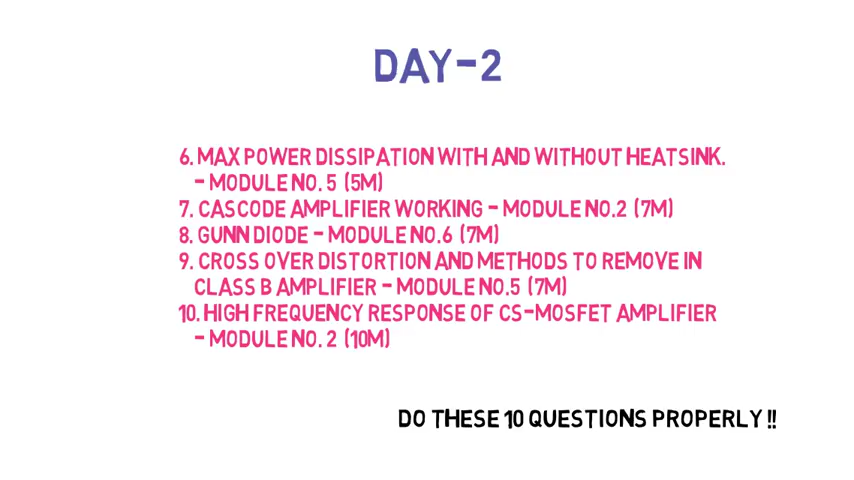 DAY-2
6. MAX POWER DISSIPATION WITH AND WITHOUT HEATSINK.
- MODULE NO. 5 (5M)
7. CASCODE AMPLIFIER WORKING - MODULE NO.2 (7M)
8. GUNN DIODE - MODULE NO.6 (7M)
9. CROSS OVER DISTORTION AND METHODS TO REMOVE IN
CLASS B AMPLIFIER - MODULE NO.5 (7M)
10. HIGH FREQUENCY RESPONSE OF CS-MOSFET AMPLIFIER
- MODULE NO. 2 (10M)
DO THESE 10 QUESTIONS PROPERLY !!